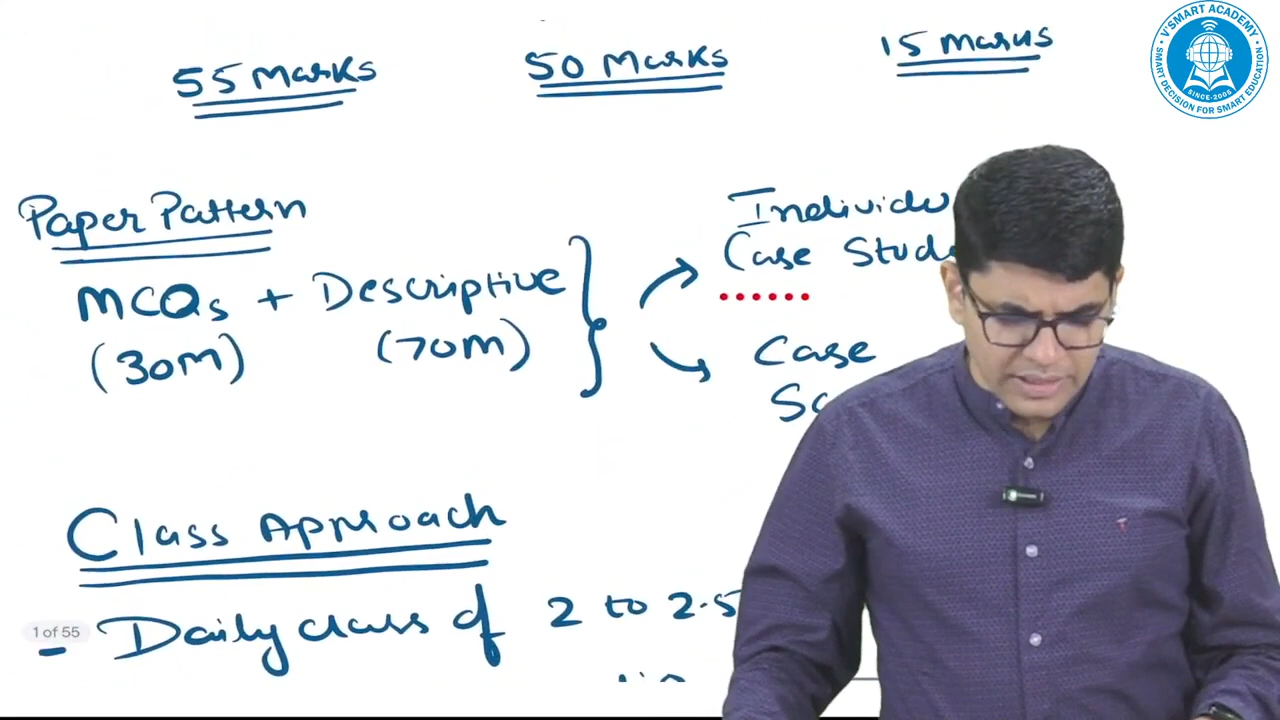 55 Marks 50 Marks 15 Marks
V'SMART ACADEMY
SINCE-2005
SMART DECISION FOR SMART EDUCATION
Paper Pattern
MCQs + Descriptive
(30M) (70M)
Case
Class Approach
1 of 55
- Daily class of 2 to 2.5